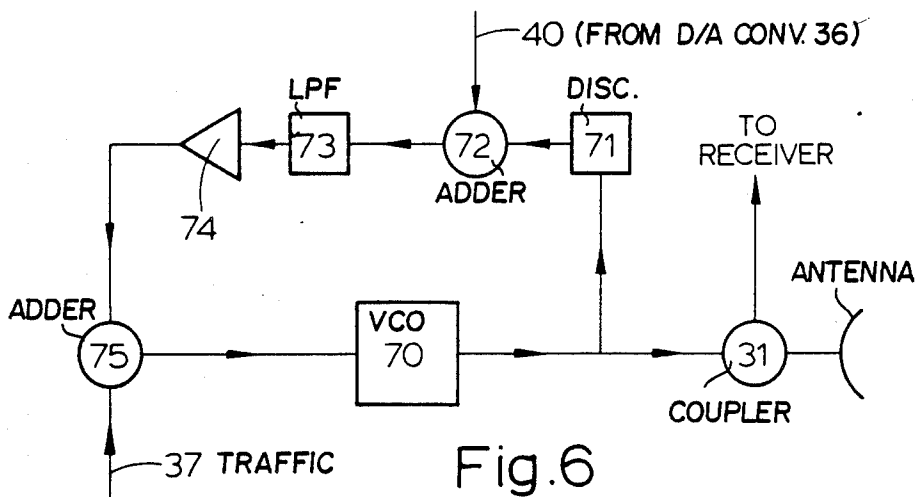 40 (FROM D/A CONV. 36)
LPF
DISC.
73
72
71
TO
RECEIVER
ADDER
74
ANTENNA
ADDER
VCO
75
70
31
COUPLER
37 TRAFFIC
Fig.6